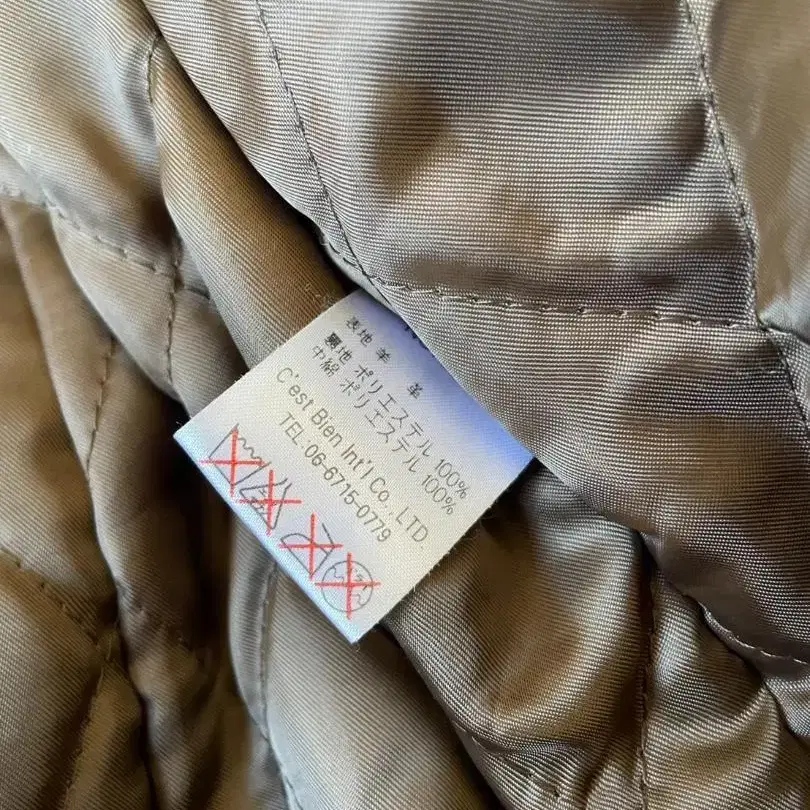 表地 羊 革
裏地 ポリエステル 100%
中綿 ポリエステル 100%
C'est Bien Int'l Co.,LTD.
TEL:06-6715-0779